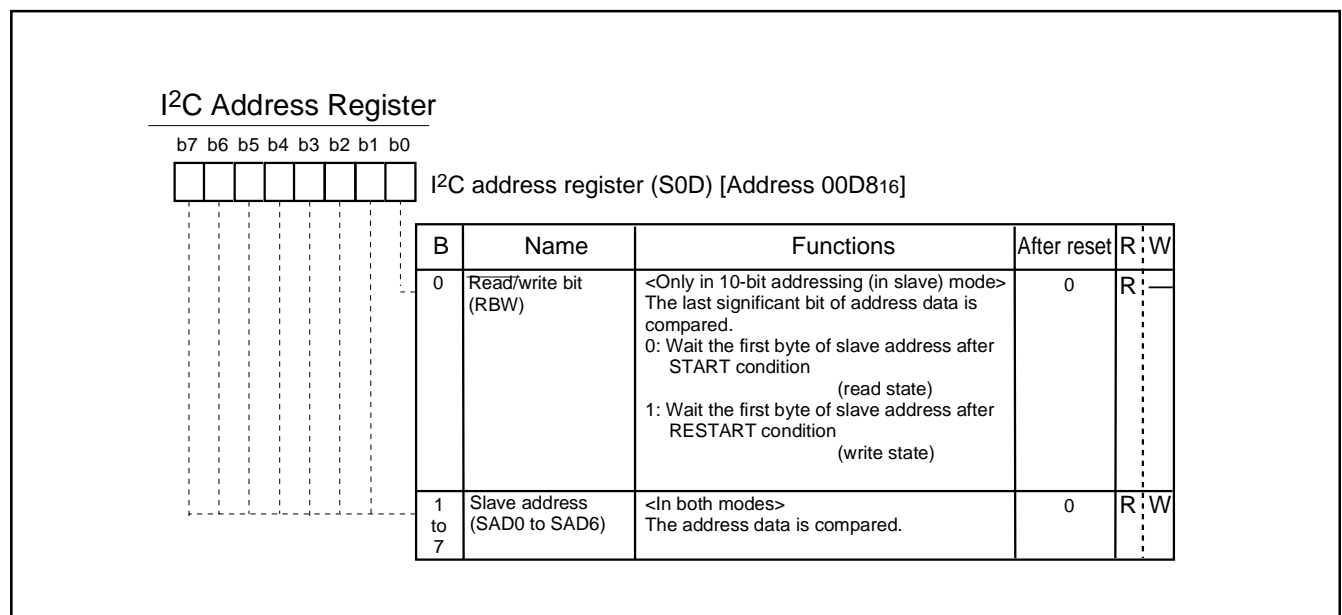 I2C Address Register
b7 b6 b5 b4 b3 b2 b1 b0
I2C address register (S0D) [Address 00D816]
B Name Functions After reset R W
0 Read/write bit (RBW) <Only in 10-bit addressing (in slave) mode> 0 R —
The last significant bit of address data is
compared.
0: Wait the first byte of slave address after
START condition
(read state)
1: Wait the first byte of slave address after
RESTART condition
(write state)
1 to 7 Slave address (SAD0 to SAD6) <In both modes> 0 R W
The address data is compared.